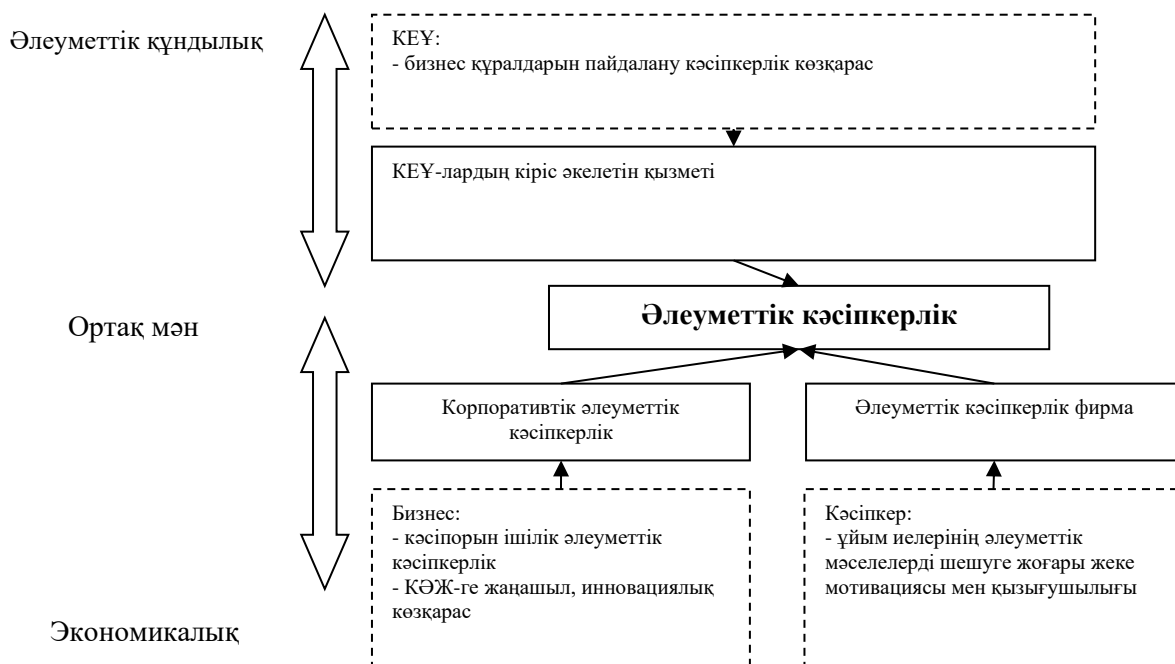 Әлеуметтік құндылық
КЕҰ:
- бизнес құралдарын пайдалану кәсіпкерлік көзқарас
КЕҰ-лардың кіріс әкелетін қызметі
Ортақ мән
Әлеуметтік кәсіпкерлік
Корпоративтік әлеуметтік
кәсіпкерлік
Әлеуметтік кәсіпкерлік фирма
Бизнес:
- кәсіпорын ішілік әлеуметтік
кәсіпкерлік
- КӘЖ-ге жаңашыл, инновациялық
көзқарас
Кәсіпкер:
- ұйым иелерінің әлеуметтік
мәселелерді шешуге жоғары жеке
мотивациясы мен қызығушылығы
Экономикалық